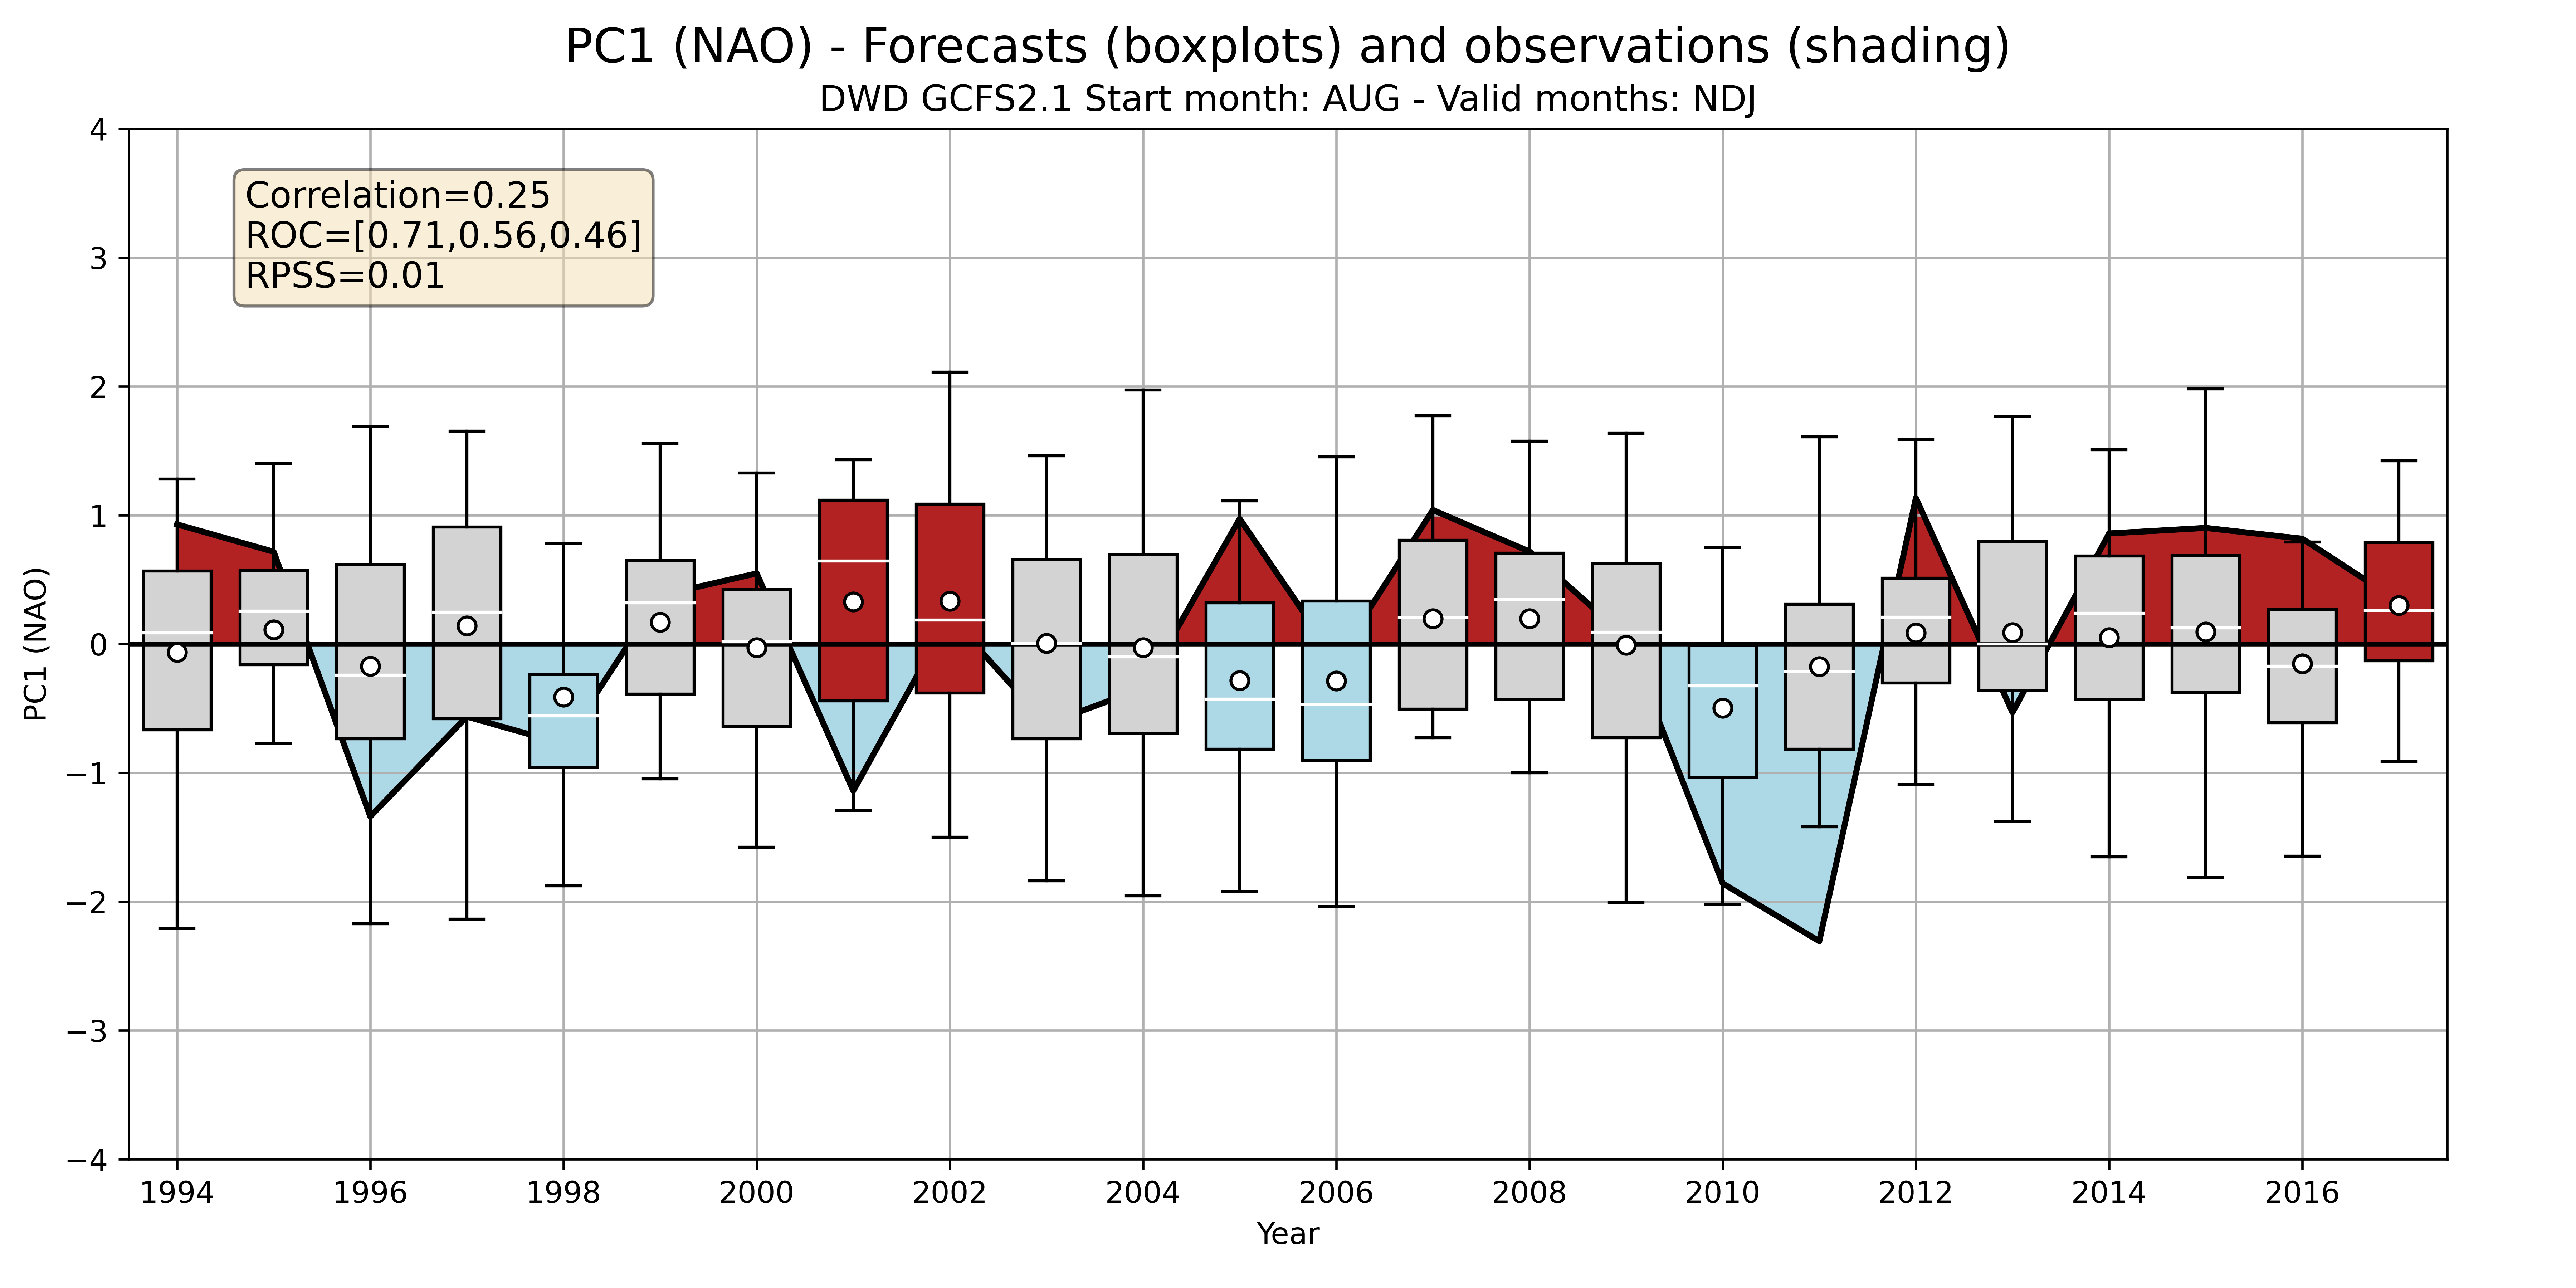 PC1 (NAO) - Forecasts (boxplots) and observations (shading)
DWD GCFS2.1 Start month: AUG - Valid months: NDJ
Correlation=0.25
ROC=[0.71,0.56,0.46]
RPSS=0.01
PC1 (NAO)
4
3
2
1
0
−1
−2
−3
−4
1994 1996 1998 2000 2002 2004 2006 2008 2010 2012 2014 2016
Year